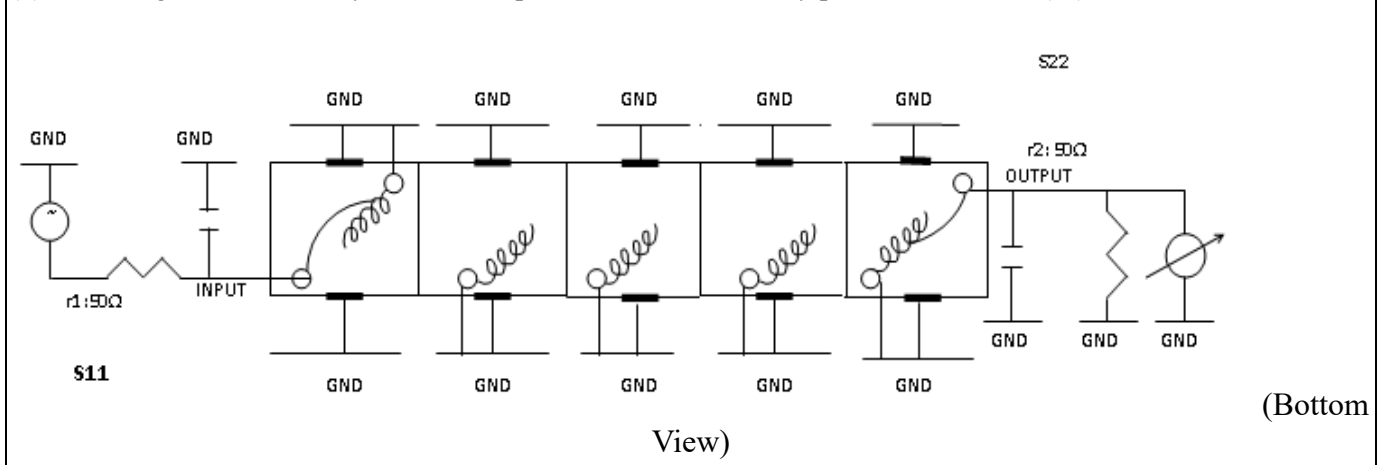 S22
GND GND GND GND GND
GND GND
r2:50Ω
OUTPUT
INPUT
r1:50Ω
GND GND GND
S11
GND GND GND GND GND
(Bottom
View)